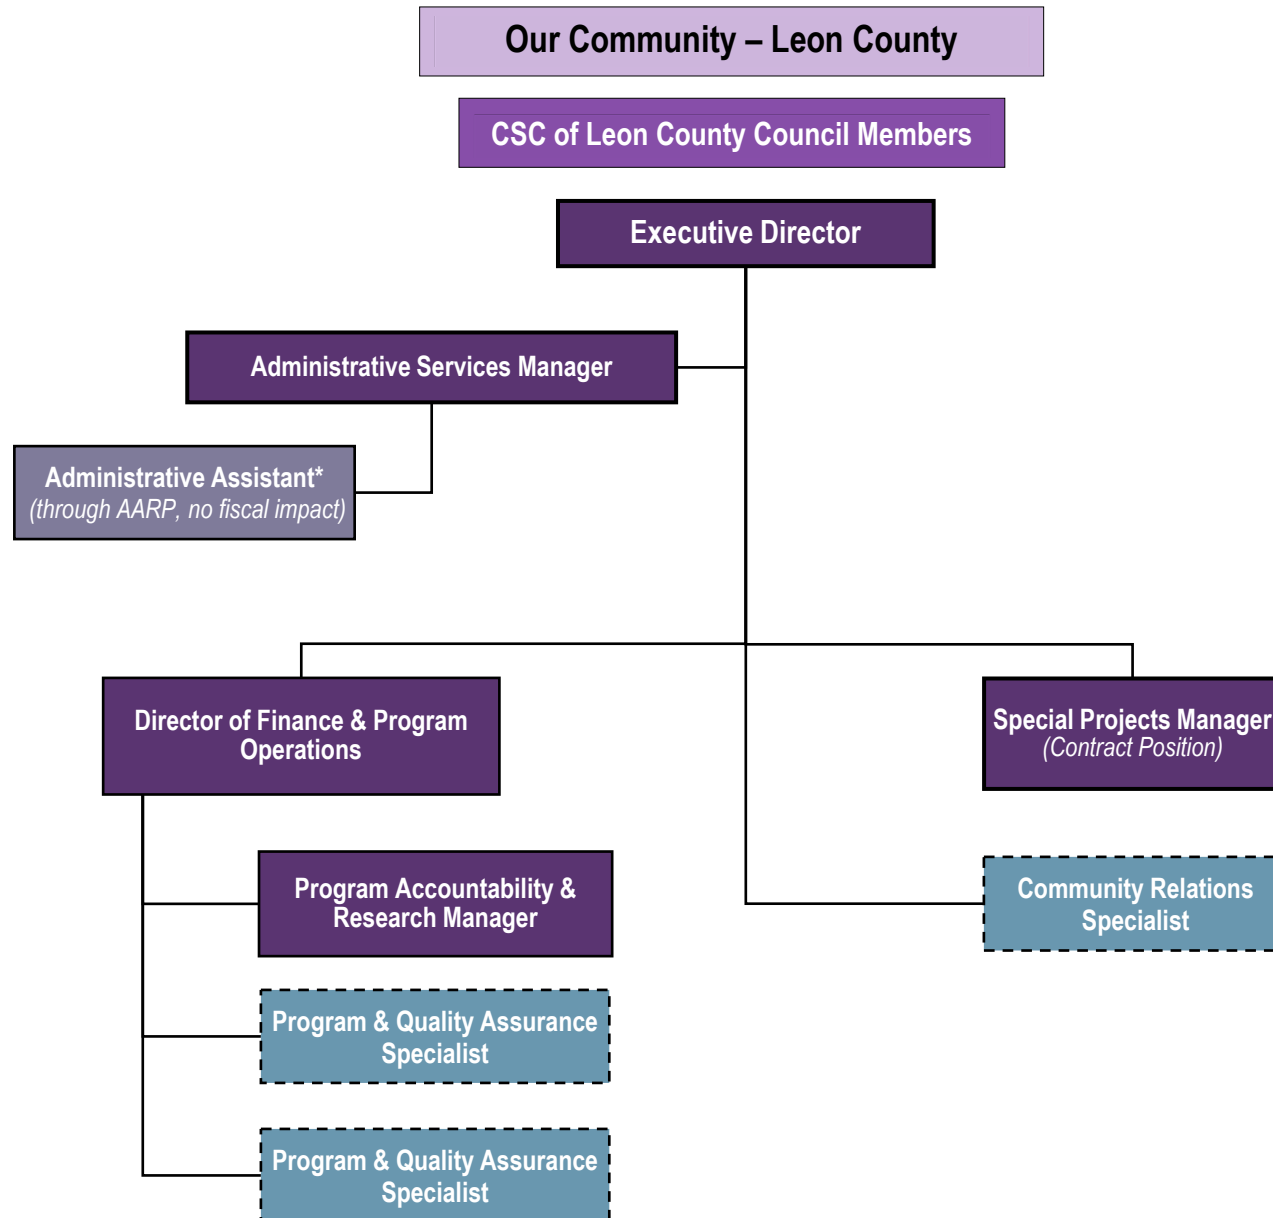 Our Community – Leon County
CSC of Leon County Council Members
Executive Director
Administrative Services Manager
Administrative Assistant*
(through AARP, no fiscal impact)
Director of Finance & Program
Operations
Special Projects Manager
(Contract Position)
Program Accountability &
Research Manager
Community Relations
Specialist
Program & Quality Assurance
Specialist
Program & Quality Assurance
Specialist